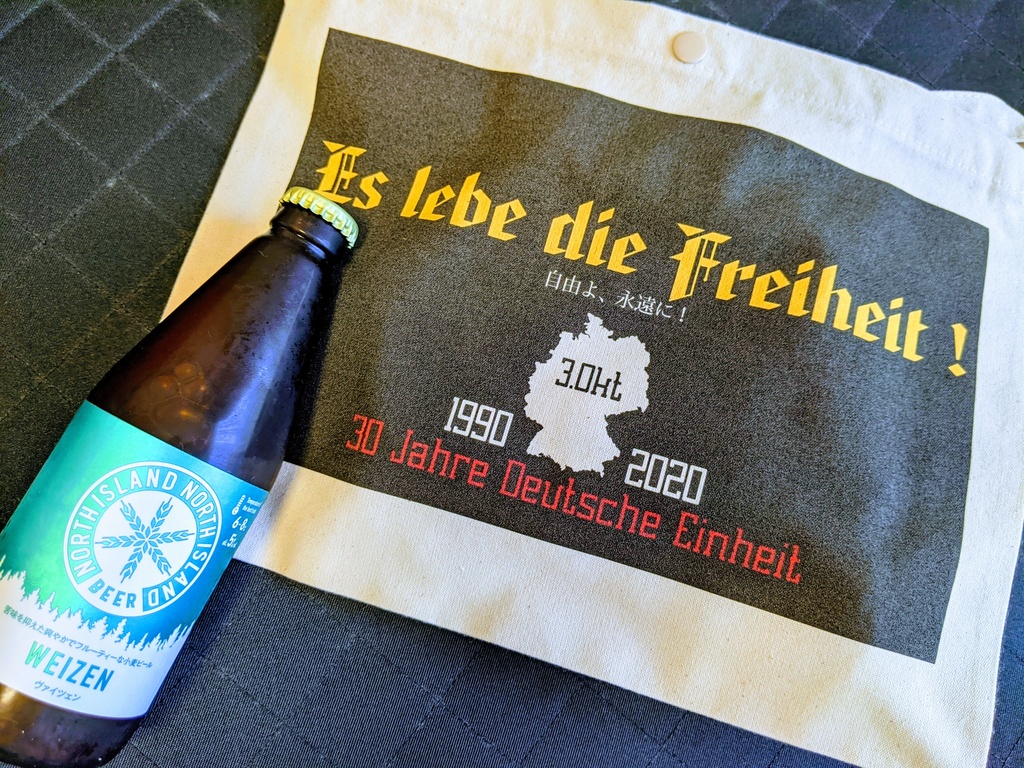 Es lebe die Freiheit !
自由よ、永遠に！
3.Okt
1990
2020
30 Jahre Deutsche Einheit
NORTH ISLAND NORTH ISLAND
BEER
苦味を抑えた爽やかでフルーティーな小麦ビール
WEIZEN
ヴァイツェン